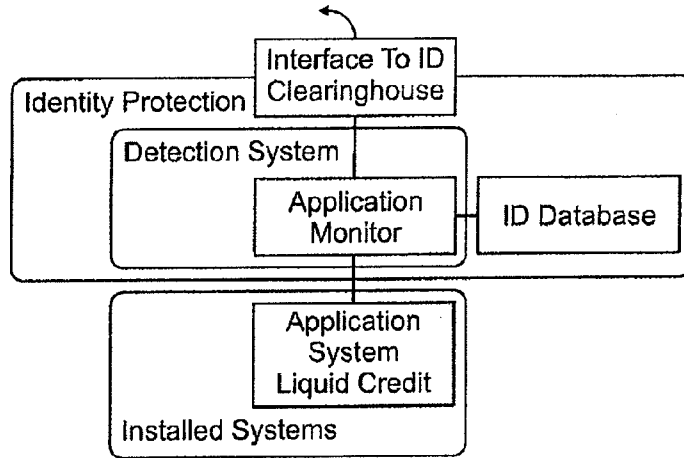 Interface To ID
Clearinghouse
Identity Protection
Detection System
Application
Monitor
ID Database
Application
System
Liquid Credit
Installed Systems